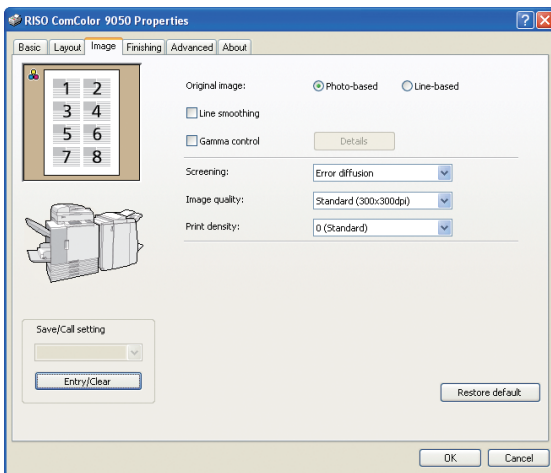 RISO ComColor 9050 Properties
Basic Layout Image Finishing Advanced About
1 2
3 4
5 6
7 8
Original image: Photo-based Line-based
Line smoothing
Gamma control Details
Screening: Error diffusion
Image quality: Standard (300x300dpi)
Print density: 0 (Standard)
Save/Call setting
Entry/Clear
Restore default
OK Cancel